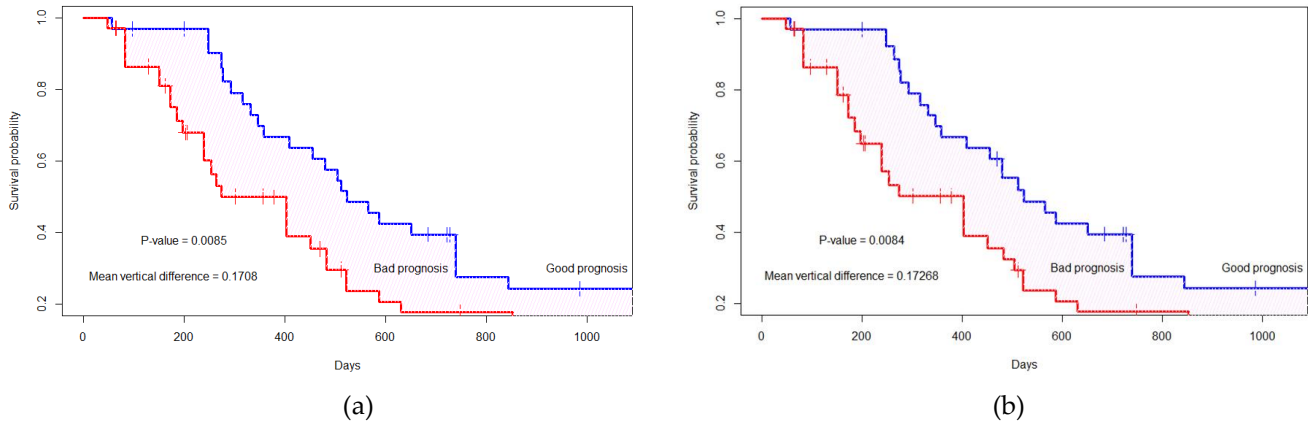 Survival probability
1.0
0.8
0.6
0.4
0.2
P-value = 0.0085
Mean vertical difference = 0.1708
Bad prognosis
Good prognosis
0 200 400 600 800 1000
Days
(a)
Survival probability
1.0
0.8
0.6
0.4
0.2
P-value = 0.0084
Mean vertical difference = 0.17268
Bad prognosis
Good prognosis
0 200 400 600 800 1000
Days
(b)